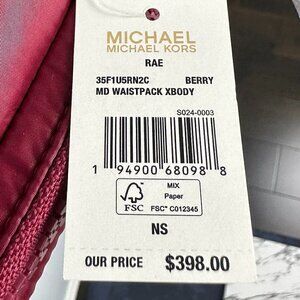 MICHAEL
MICHAEL KORS
RAE
35F1U5RN2C BERRY
MD WAISTPACK XBODY
S024-0003
1 94900 68098 8
FSC
MIX
Paper
FSC® C012345
NS
OUR PRICE $398.00